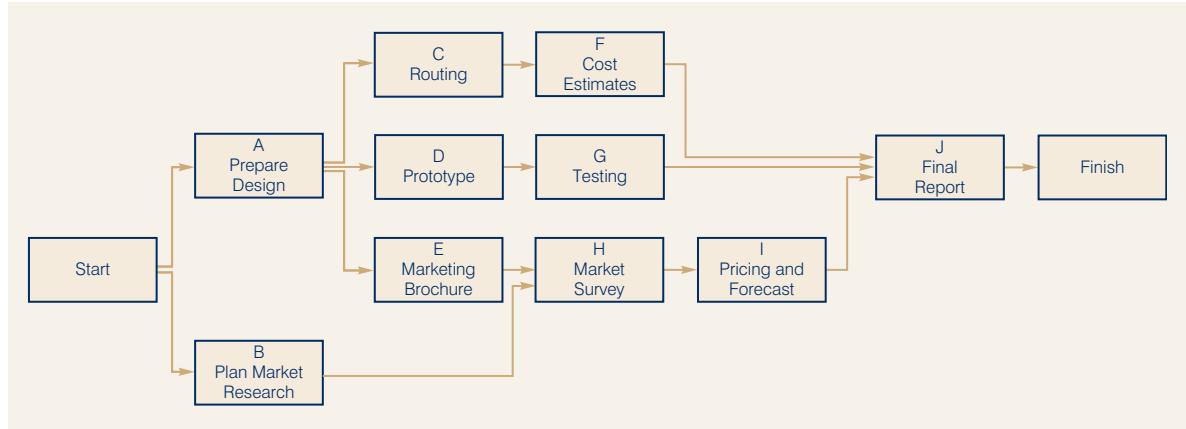 C
Routing
F
Cost
Estimates
A
Prepare
Design
D
Prototype
G
Testing
J
Final
Report
Finish
Start
E
Marketing
Brochure
H
Market
Survey
I
Pricing and
Forecast
B
Plan Market
Research